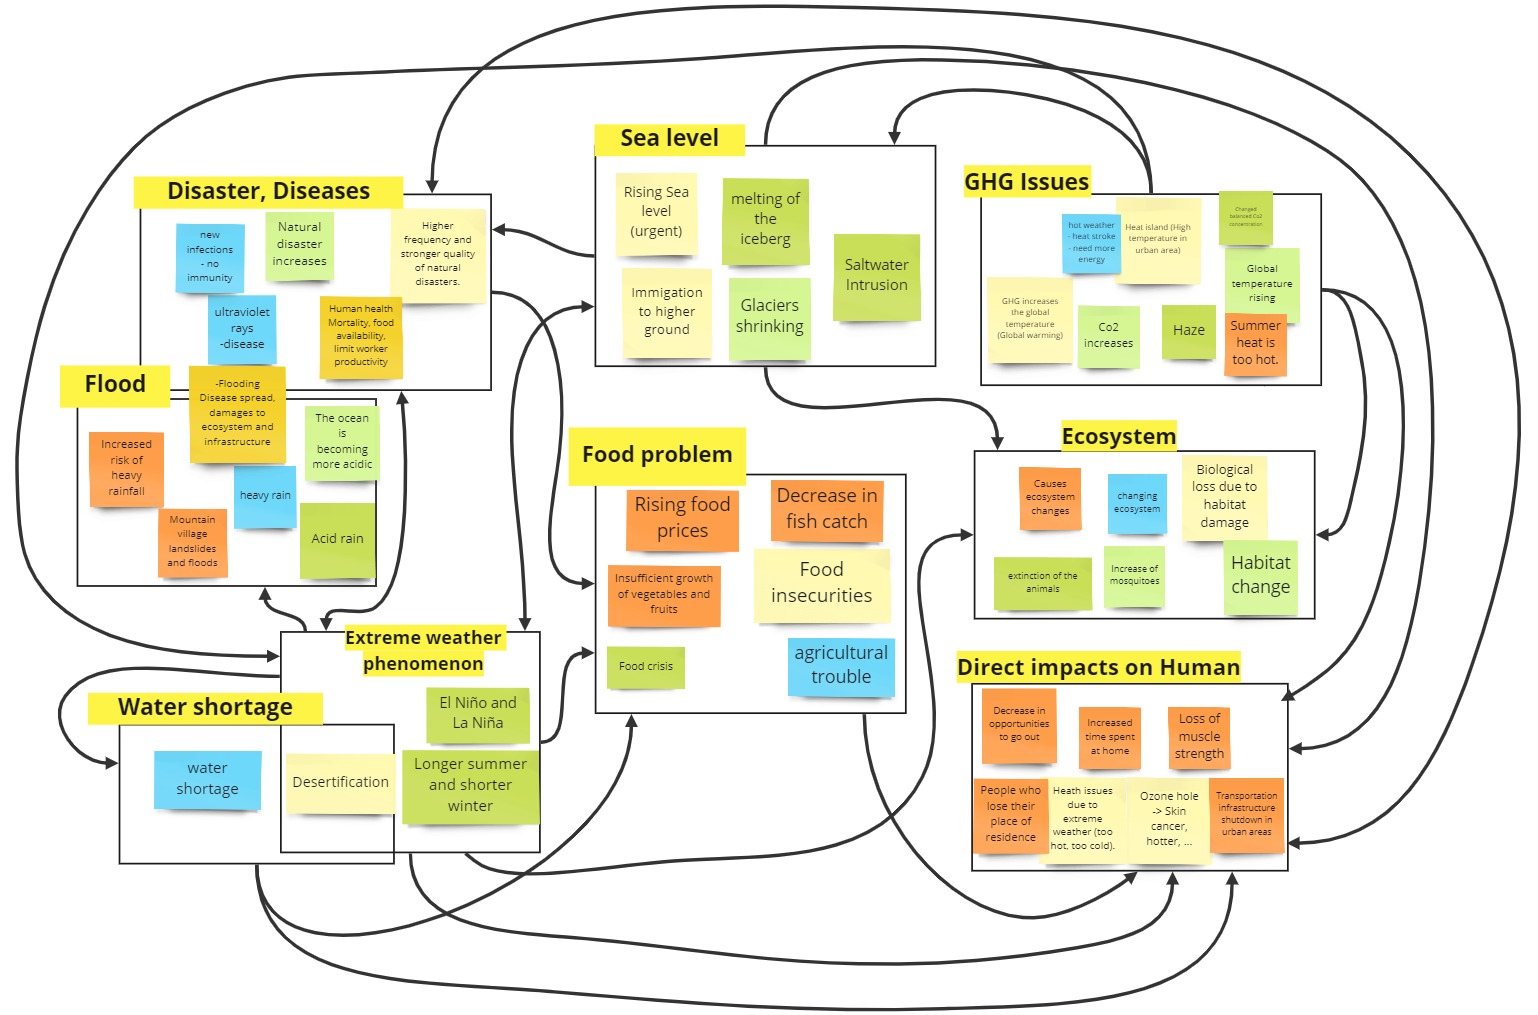 Sea level
Rising Sea
level
(urgent)
melting of
the
iceberg
Saltwater
Intrusion
Immigation
to higher
ground
Glaciers
shrinking
GHG Issues
hot weather
- heat stroke
- need more
energy
Heat island (High
temperature in
urban area)
Changed
balanced Co2
concentration
Global
temperature
rising
GHG increases
the global
temperature
(Global warming)
Co2
increases
Haze
Summer
heat is
too hot.
Disaster, Diseases
new
infections
- no
immunity
Natural
disaster
increases
Higher
frequency and
stronger quality
of natural
disasters.
ultraviolet
rays
-disease
Human health
Mortality, food
availability,
limit worker
productivity
Flood
-Flooding
Disease spread,
damages to
ecosystem and
infrastructure
The ocean
is
becoming
more acidic
Increased
risk of
heavy
rainfall
heavy rain
Mountain
village
landslides
and floods
Acid rain
Food problem
Rising food
prices
Decrease in
fish catch
Insufficient growth
of vegetables and
fruits
Food
insecurities
Food crisis
agricultural
trouble
Ecosystem
Causes
ecosystem
changes
changing
ecosystem
Biological
loss due to
habitat
damage
extinction of the
animals
Increase of
mosquitoes
Habitat
change
Extreme weather
phenomenon
El Niño and
La Niña
Longer summer
and shorter
winter
Desertification
Water shortage
water
shortage
Direct impacts on Human
Decrease in
opportunities
to go out
Increased
time spent
at home
Loss of
muscle
strength
People who
lose their
place of
residence
Heath issues
due to
extreme
weather (too
hot, too cold).
Ozone hole
-> Skin
cancer,
hotter, ...
Transportation
infrastructure
shutdown in
urban areas